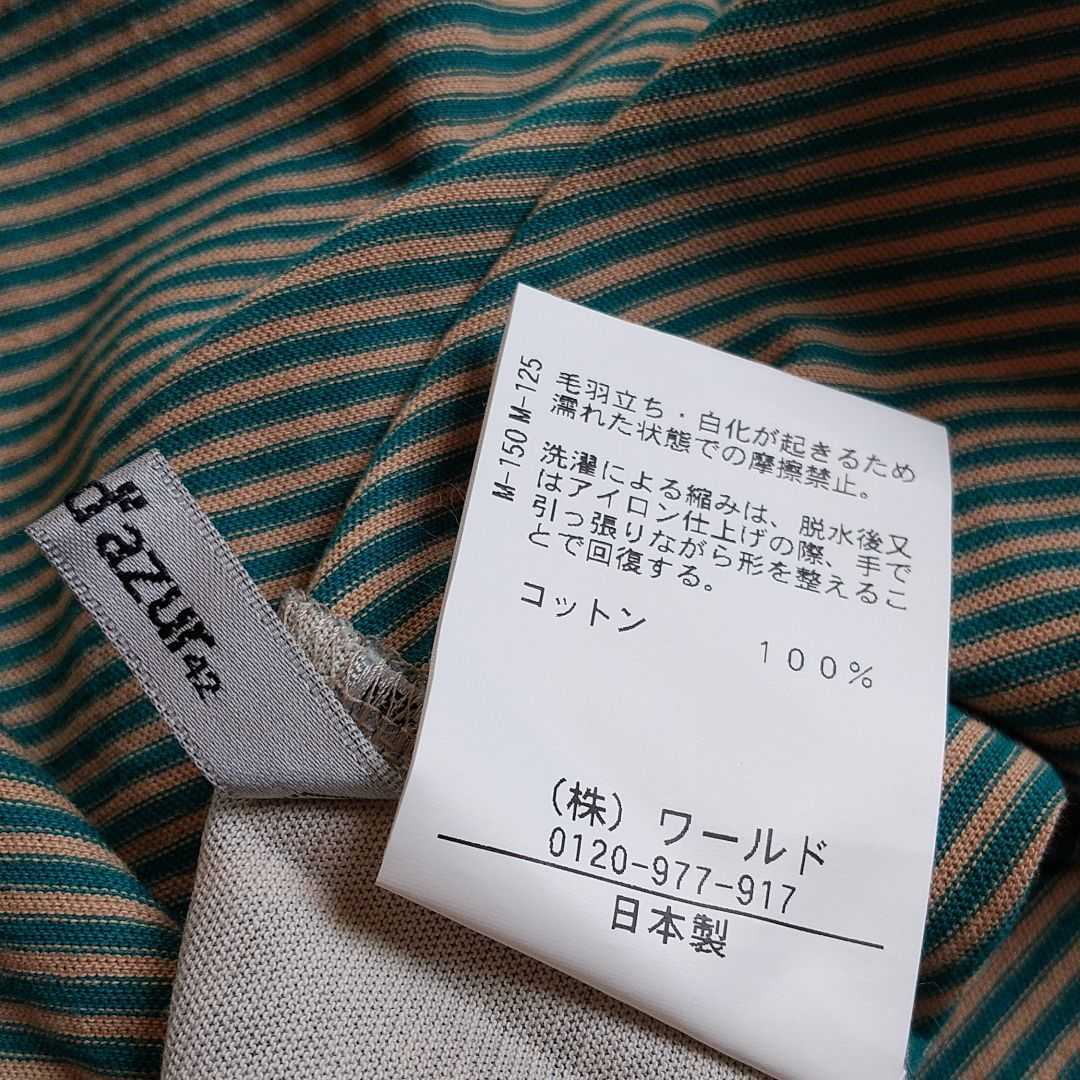 d'azur 42
M-150 M-125
毛羽立ち・白化が起きるため
濡れた状態での摩擦禁止。
洗濯による縮みは、脱水後又
はアイロン仕上げの際、手で
引っ張りながら形を整えるこ
とで回復する。
コットン 100%
(株)ワールド
0120-977-917
日本製